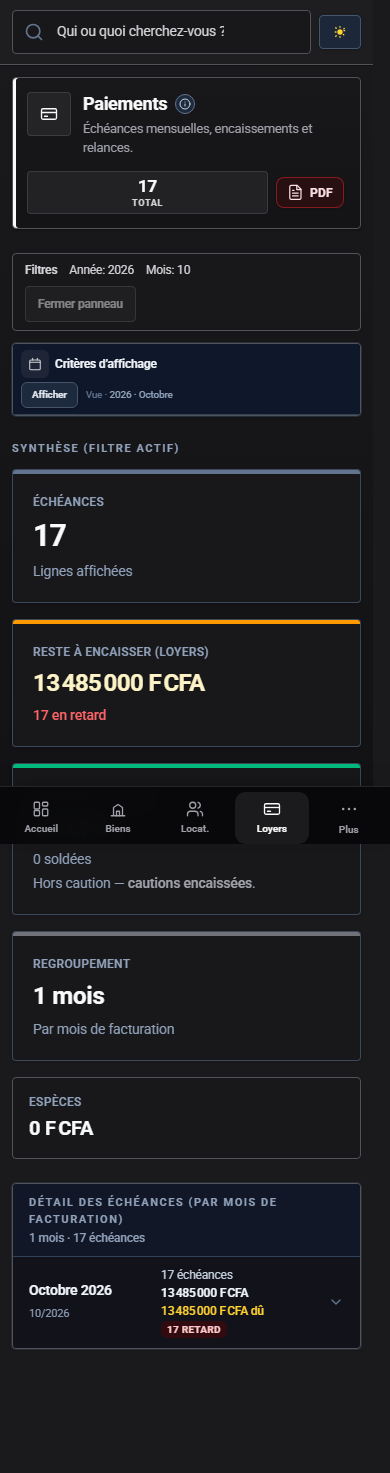 Qui ou quoi cherchez-vous ?
Paiements
Échéances mensuelles, encaissements et
relances.
17
TOTAL
PDF
Filtres Année: 2026 Mois: 10
Fermer panneau
Critères d'affichage
Afficher
Vue · 2026 · Octobre
SYNTHÈSE (FILTRE ACTIF)
ÉCHÉANCES
17
Lignes affichées
RESTE À ENCAISSER (LOYERS)
13 485 000 FCFA
17 en retard
Accueil
Biens
Locat.
Loyers
Plus
0 soldées
Hors caution — cautions encaissées.
REGROUPEMENT
1 mois
Par mois de facturation
ESPÈCES
0 FCFA
DÉTAIL DES ÉCHÉANCES (PAR MOIS DE
FACTURATION)
1 mois · 17 échéances
Octobre 2026
10/2026
17 échéances
13 485 000 FCFA
13 485 000 FCFA dû
17 RETARD